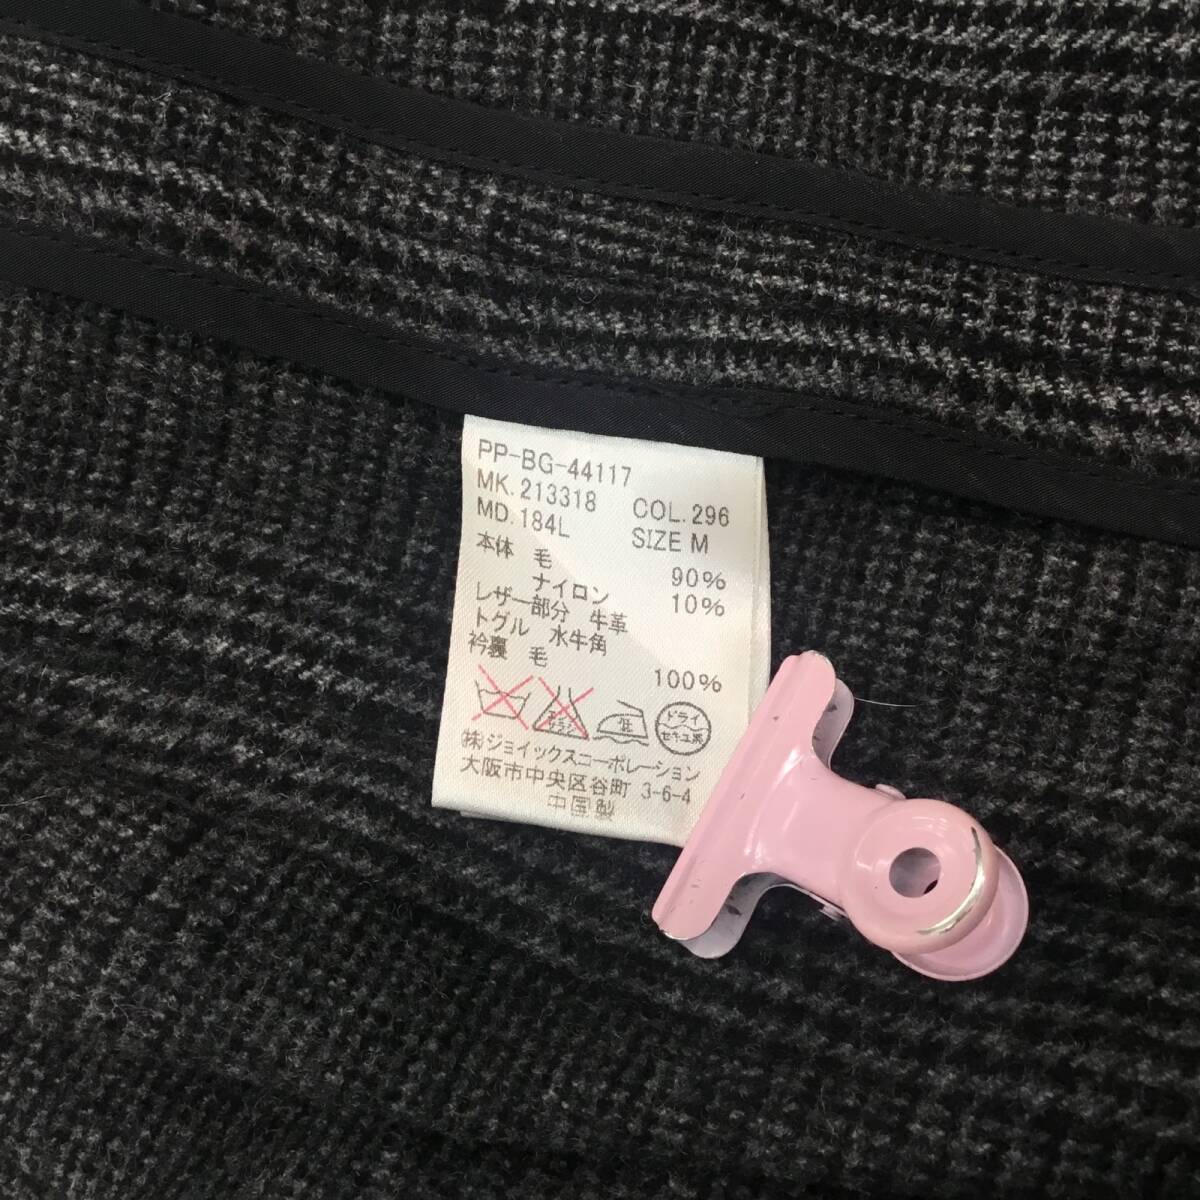 PP-BG-44117
MK.213318 COL.296
MD.184L SIZE M
本体 毛 90%
ナイロン 10%
レザー部分 牛革
トグル 水牛角
衿裏 毛 100%
低 ドライ セキユ系
㈱ジョイックスコーポレーション
大阪市中央区谷町 3-6-4
中国製